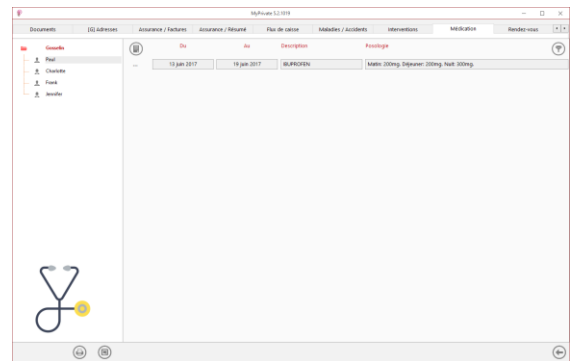 MyPrivate 5.2.1019
Documents [G] Adresses Assurance / Factures Assurance / Résumé Flux de caisse Maladies / Accidents Interventions Médication Rendez-vous
Gosselin
Paul
Charlotte
Frank
Jennifer
Du Au Description Posologie
... 13 juin 2017 19 juin 2017 IBUPROFEN Matin: 200mg. Déjeuner: 200mg. Nuit: 300mg.